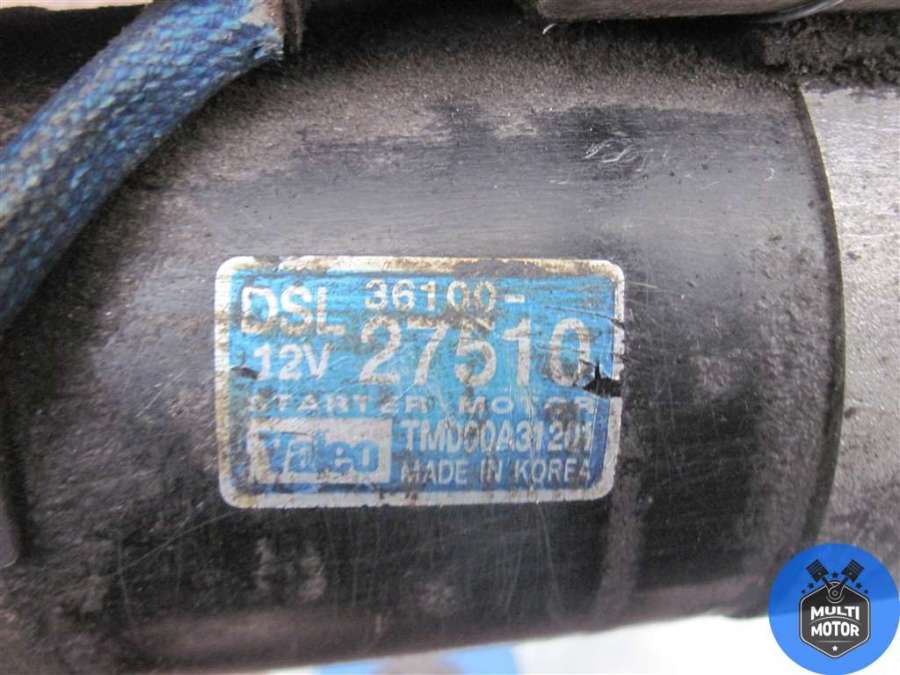 DSL 36100-
12V 27510
STARTER MOTOR
Valeo TMD00A31201
MADE IN KOREA
MULTI
MOTOR